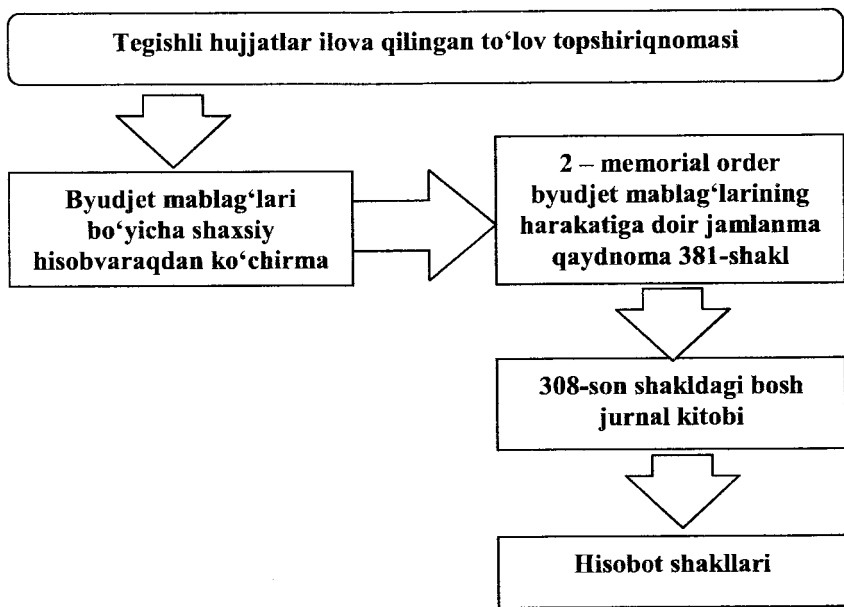 Tegishli hujjatlar ilova qilingan to‘lov topshiriqnomasi
Byudjet mablag‘lari
bo‘yicha shaxsiy
hisobvaraqdan ko‘chirma
2 – memorial order
byudjet mablag‘larining
harakatiga doir jamlanma
qaydnoma 381-shakl
308-son shakldagi bosh
jurnal kitobi
Hisobot shakllari